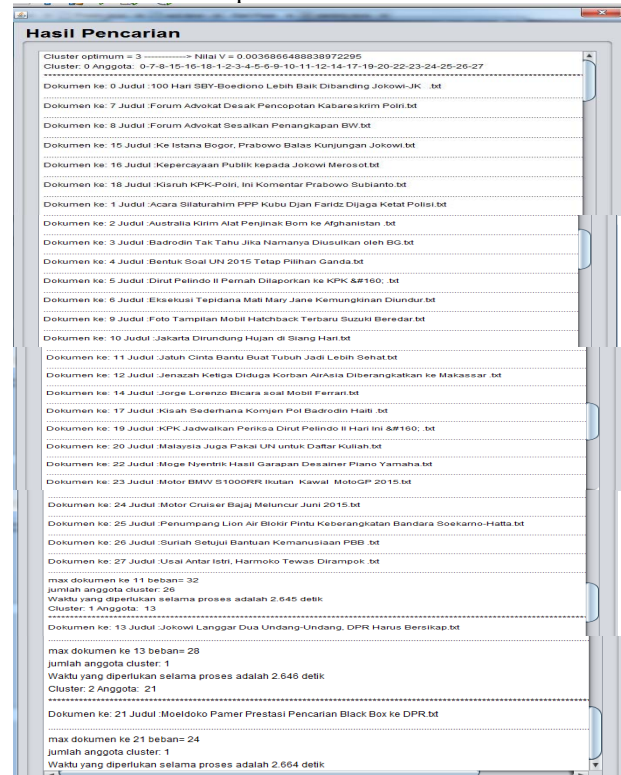 Hasil Pencarian
Cluster optimum = 3 ------------> Nilai V = 0.0036866488838972295
Cluster: 0 Anggota: 0-7-8-15-16-18-1-2-3-4-5-6-9-10-11-12-14-17-19-20-22-23-24-25-26-27
Dokumen ke: 0 Judul :100 Hari SBY-Boediono Lebih Baik Dibanding Jokowi-JK .txt
Dokumen ke: 7 Judul :Forum Advokat Desak Pencopotan Kabareskrim Polri.txt
Dokumen ke: 8 Judul :Forum Advokat Sesalkan Penangkapan BW.txt
Dokumen ke: 15 Judul :Ke Istana Bogor, Prabowo Balas Kunjungan Jokowi.txt
Dokumen ke: 16 Judul :Kepercayaan Publik kepada Jokowi Merosot.txt
Dokumen ke: 18 Judul :Kisruh KPK-Polri, Ini Komentar Prabowo Subianto.txt
Dokumen ke: 1 Judul :Acara Silaturahim PPP Kubu Djan Faridz Dijaga Ketat Polisi.txt
Dokumen ke: 2 Judul :Australia Kirim Alat Penjinak Bom ke Afghanistan .txt
Dokumen ke: 3 Judul :Badrodin Tak Tahu Jika Namanya Diusulkan oleh BG.txt
Dokumen ke: 4 Judul :Bentuk Soal UN 2015 Tetap Pilihan Ganda.txt
Dokumen ke: 5 Judul :Dirut Pelindo II Pernah Dilaporkan ke KPK &#160; .txt
Dokumen ke: 6 Judul :Eksekusi Tepidana Mati Mary Jane Kemungkinan Diundur.txt
Dokumen ke: 9 Judul :Foto Tampilan Mobil Hatchback Terbaru Suzuki Beredar.txt
Dokumen ke: 10 Judul :Jakarta Dirundung Hujan di Siang Hari.txt
Dokumen ke: 11 Judul :Jatuh Cinta Bantu Buat Tubuh Jadi Lebih Sehat.txt
Dokumen ke: 12 Judul :Jenazah Ketiga Diduga Korban AirAsia Diberangkatkan ke Makassar .txt
Dokumen ke: 14 Judul :Jorge Lorenzo Bicara soal Mobil Ferrari.txt
Dokumen ke: 17 Judul :Kisah Sederhana Komjen Pol Badrodin Haiti .txt
Dokumen ke: 19 Judul :KPK Jadwalkan Periksa Dirut Pelindo II Hari Ini &#160; .txt
Dokumen ke: 20 Judul :Malaysia Juga Pakai UN untuk Daftar Kuliah.txt
Dokumen ke: 22 Judul :Moge Nyentrik Hasil Garapan Desainer Piano Yamaha.txt
Dokumen ke: 23 Judul :Motor BMW S1000RR Ikutan Kawal MotoGP 2015.txt
Dokumen ke: 24 Judul :Motor Cruiser Bajaj Meluncur Juni 2015.txt
Dokumen ke: 25 Judul :Penumpang Lion Air Blokir Pintu Keberangkatan Bandara Soekarno-Hatta.txt
Dokumen ke: 26 Judul :Suriah Setujui Bantuan Kemanusiaan PBB .txt
Dokumen ke: 27 Judul :Usai Antar Istri, Harmoko Tewas Dirampok .txt
max dokumen ke 11 beban= 32
jumlah anggota cluster: 26
Waktu yang diperlukan selama proses adalah 2.645 detik
Cluster: 1 Anggota: 13
Dokumen ke: 13 Judul :Jokowi Langgar Dua Undang-Undang, DPR Harus Bersikap.txt
max dokumen ke 13 beban= 28
jumlah anggota cluster: 1
Waktu yang diperlukan selama proses adalah 2.646 detik
Cluster: 2 Anggota: 21
Dokumen ke: 21 Judul :Moeldoko Pamer Prestasi Pencarian Black Box ke DPR.txt
max dokumen ke 21 beban= 24
jumlah anggota cluster: 1
Waktu yang diperlukan selama proses adalah 2.664 detik